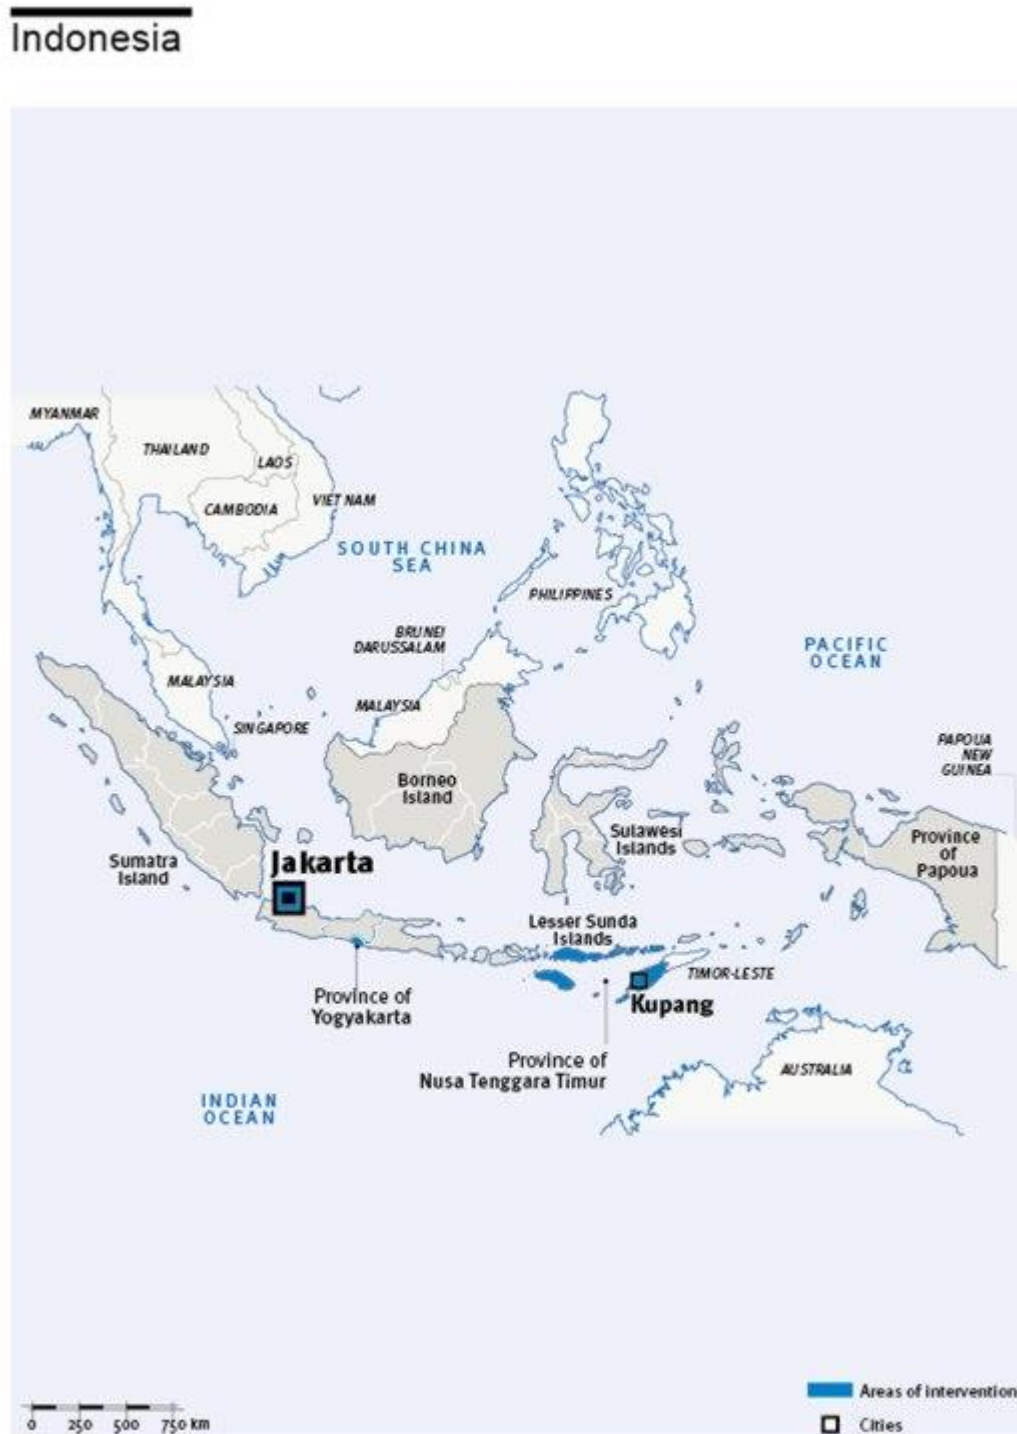 Indonesia
MYANMAR
THAILAND
LAOS
CAMBODIA
VIET NAM
SOUTH CHINA
SEA
PHILIPPINES
BRUNEI
DARUSSALAM
PACIFIC
OCEAN
MALAYSIA
MALAYSIA
SINGAPORE
PAPOUA
NEW
GUINEA
Borneo
Island
Sulawesi
Islands
Province
of
Papoua
Sumatra
Island
Jakarta
Lesser Sunda
Islands
TIMOR-LESTE
Kupang
Province of
Yogyakarta
Province of
Nusa Tenggara Timur
AUSTRALIA
INDIAN
OCEAN
Areas of intervention
0 250 500 750 km
Cities